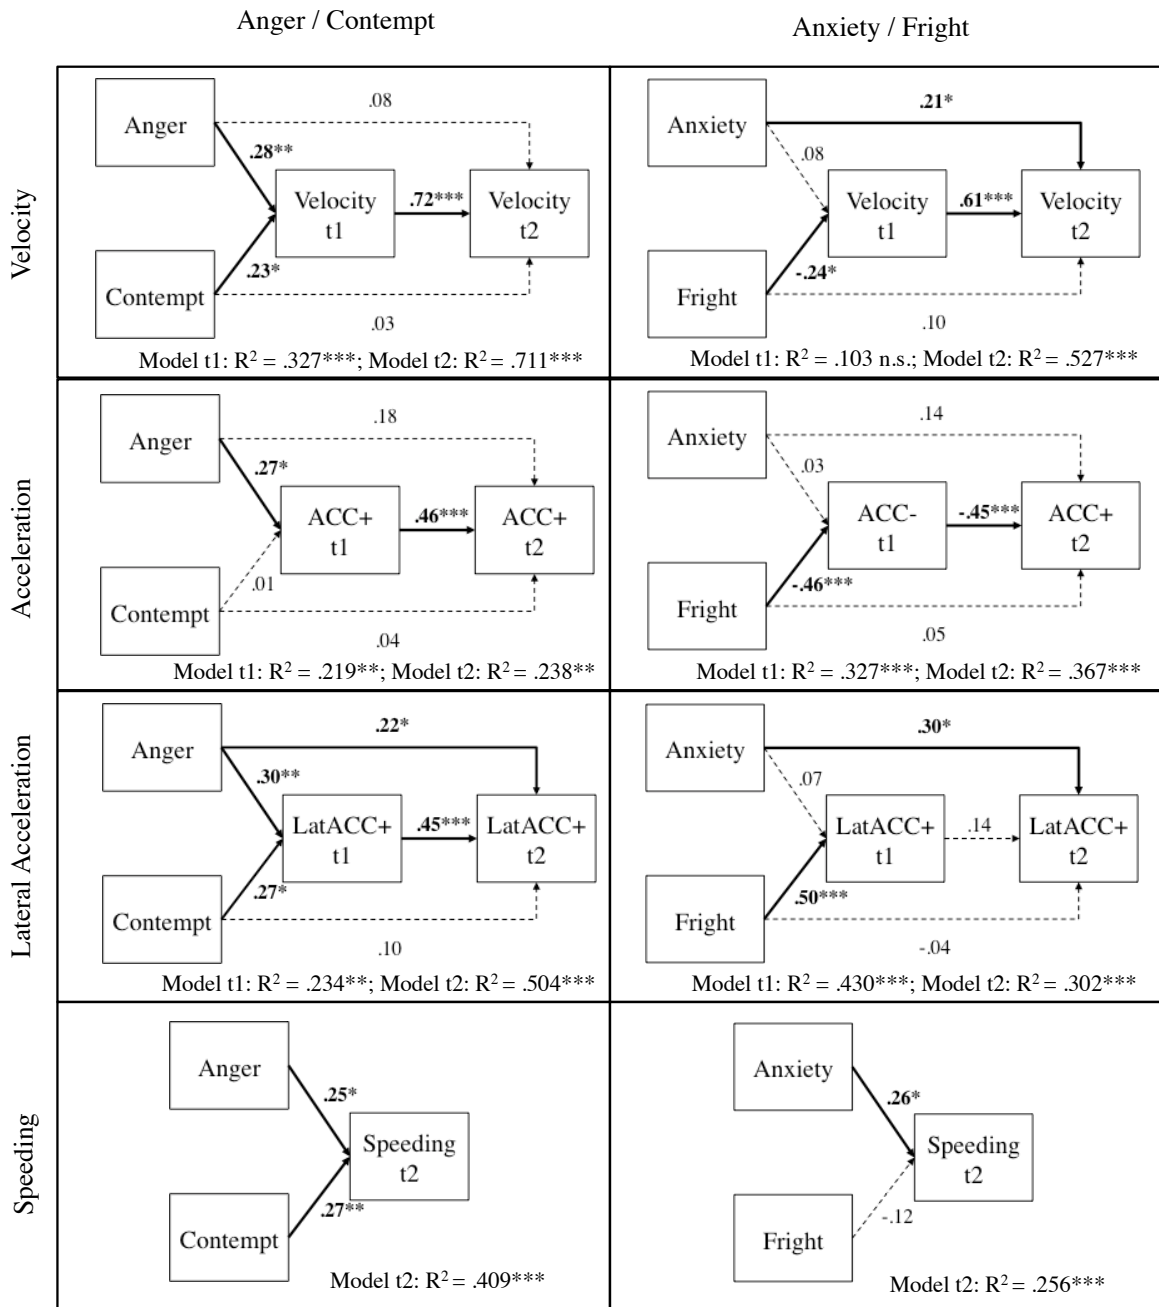 Anger / Contempt
Anxiety / Fright
Velocity
Anger
.08
.28**
Velocity
t1
.72***
Velocity
t2
.23*
Contempt
.03
Model t1: R² = .327***; Model t2: R² = .711***
Anxiety
.21*
.08
Velocity
t1
.61***
Velocity
t2
-.24*
Fright
.10
Model t1: R² = .103 n.s.; Model t2: R² = .527***
Acceleration
Anger
.18
.27*
ACC+
t1
.46***
ACC+
t2
.01
Contempt
.04
Model t1: R² = .219**; Model t2: R² = .238**
Anxiety
.14
.03
ACC-
t1
-.45***
ACC+
t2
-.46***
Fright
.05
Model t1: R² = .327***; Model t2: R² = .367***
Lateral Acceleration
Anger
.22*
.30**
LatACC+
t1
.45***
LatACC+
t2
.27*
Contempt
.10
Model t1: R² = .234**; Model t2: R² = .504***
Anxiety
.30*
.07
LatACC+
t1
.14
LatACC+
t2
.50***
Fright
-.04
Model t1: R² = .430***; Model t2: R² = .302***
Speeding
Anger
.25*
Speeding
t2
.27**
Contempt
Model t2: R² = .409***
Anxiety
.26*
Speeding
t2
-.12
Fright
Model t2: R² = .256***